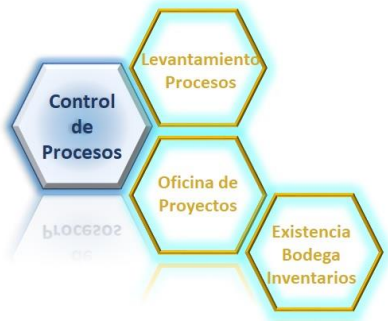 Levantamiento
Procesos
Control
de
Procesos
Oficina de
Proyectos
Existencia
Bodega
Inventarios